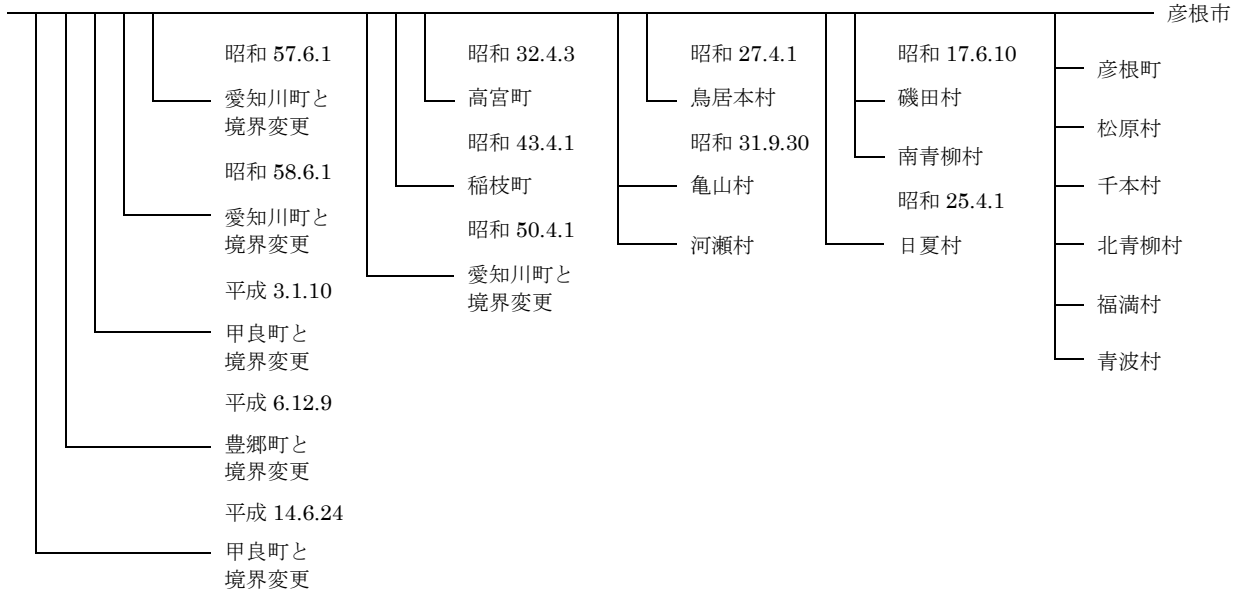 彦根市
彦根町
松原村
千本村
北青柳村
福満村
青波村
昭和 17.6.10
磯田村
南青柳村
昭和 25.4.1
日夏村
昭和 27.4.1
鳥居本村
昭和 31.9.30
亀山村
河瀬村
昭和 32.4.3
高宮町
昭和 43.4.1
稲枝町
昭和 50.4.1
愛知川町と
境界変更
昭和 57.6.1
愛知川町と
境界変更
昭和 58.6.1
愛知川町と
境界変更
平成 3.1.10
甲良町と
境界変更
平成 6.12.9
豊郷町と
境界変更
平成 14.6.24
甲良町と
境界変更